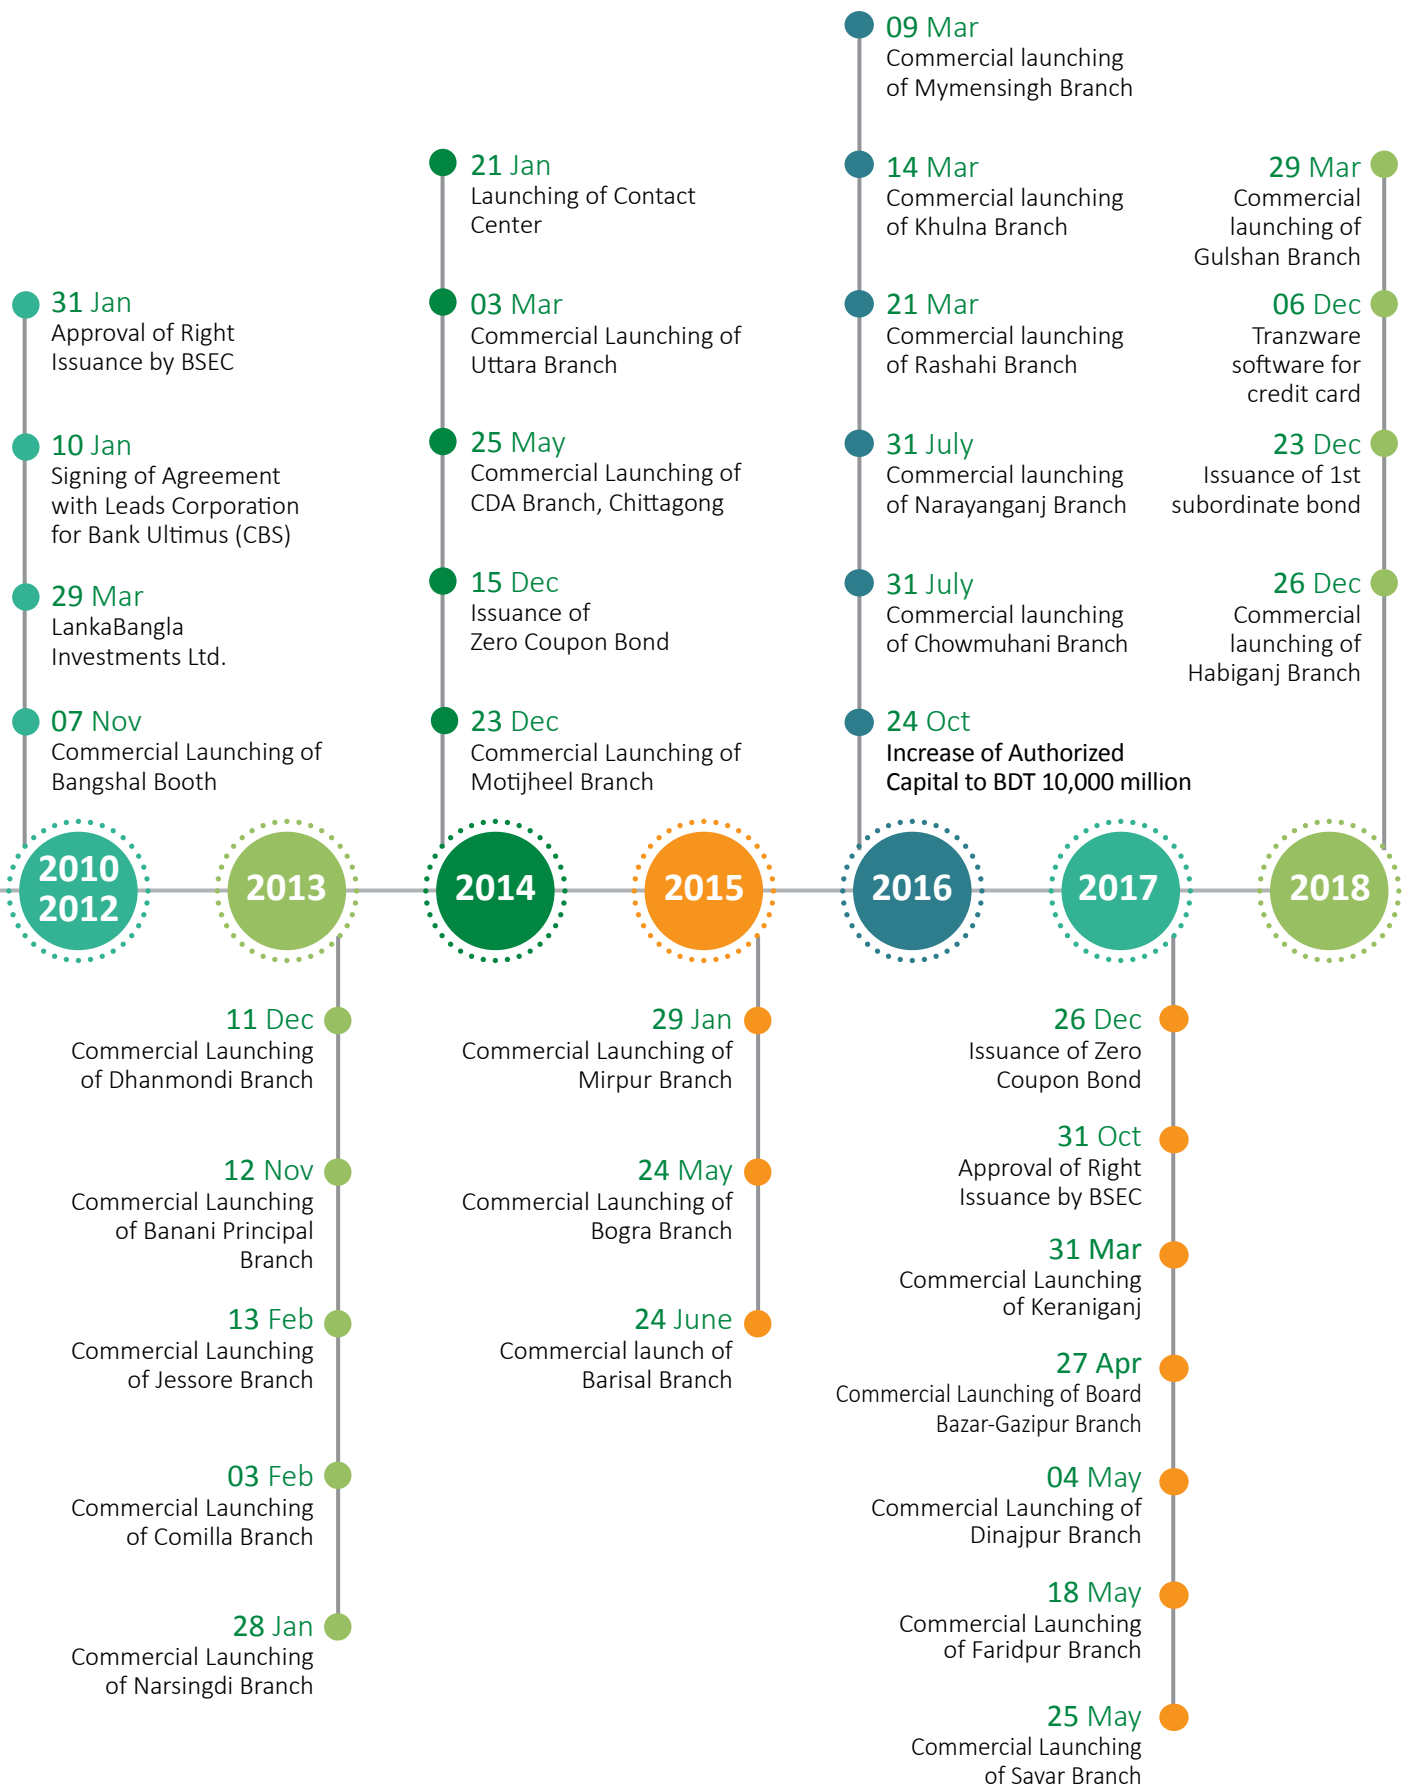 31 Jan
Approval of Right
Issuance by BSEC
10 Jan
Signing of Agreement
with Leads Corporation
for Bank Ultimus (CBS)
29 Mar
LankaBangla
Investments Ltd.
07 Nov
Commercial Launching of
Bangshal Booth
2010
2012
11 Dec
Commercial Launching
of Dhanmondi Branch
12 Nov
Commercial Launching
of Banani Principal
Branch
13 Feb
Commercial Launching
of Jessore Branch
03 Feb
Commercial Launching
of Comilla Branch
28 Jan
Commercial Launching
of Narsingdi Branch
2013
21 Jan
Launching of Contact
Center
03 Mar
Commercial Launching of
Uttara Branch
25 May
Commercial Launching of
CDA Branch, Chittagong
15 Dec
Issuance of
Zero Coupon Bond
23 Dec
Commercial Launching of
Motijheel Branch
2014
2015
29 Jan
Commercial Launching of
Mirpur Branch
24 May
Commercial Launching of
Bogra Branch
24 June
Commercial launch of
Barisal Branch
09 Mar
Commercial launching
of Mymensingh Branch
14 Mar
Commercial launching
of Khulna Branch
21 Mar
Commercial launching
of Rashahi Branch
31 July
Commercial launching
of Narayanganj Branch
31 July
Commercial launching
of Chowmuhani Branch
24 Oct
Increase of Authorized
Capital to BDT 10,000 million
2016
2017
26 Dec
Issuance of Zero
Coupon Bond
31 Oct
Approval of Right
Issuance by BSEC
31 Mar
Commercial Launching
of Keraniganj
27 Apr
Commercial Launching of Board
Bazar-Gazipur Branch
04 May
Commercial Launching of
Dinajpur Branch
18 May
Commercial Launching
of Faridpur Branch
25 May
Commercial Launching
of Savar Branch
29 Mar
Commercial
launching of
Gulshan Branch
06 Dec
Tranzware
software for
credit card
23 Dec
Issuance of 1st
subordinate bond
26 Dec
Commercial
launching of
Habiganj Branch
2018